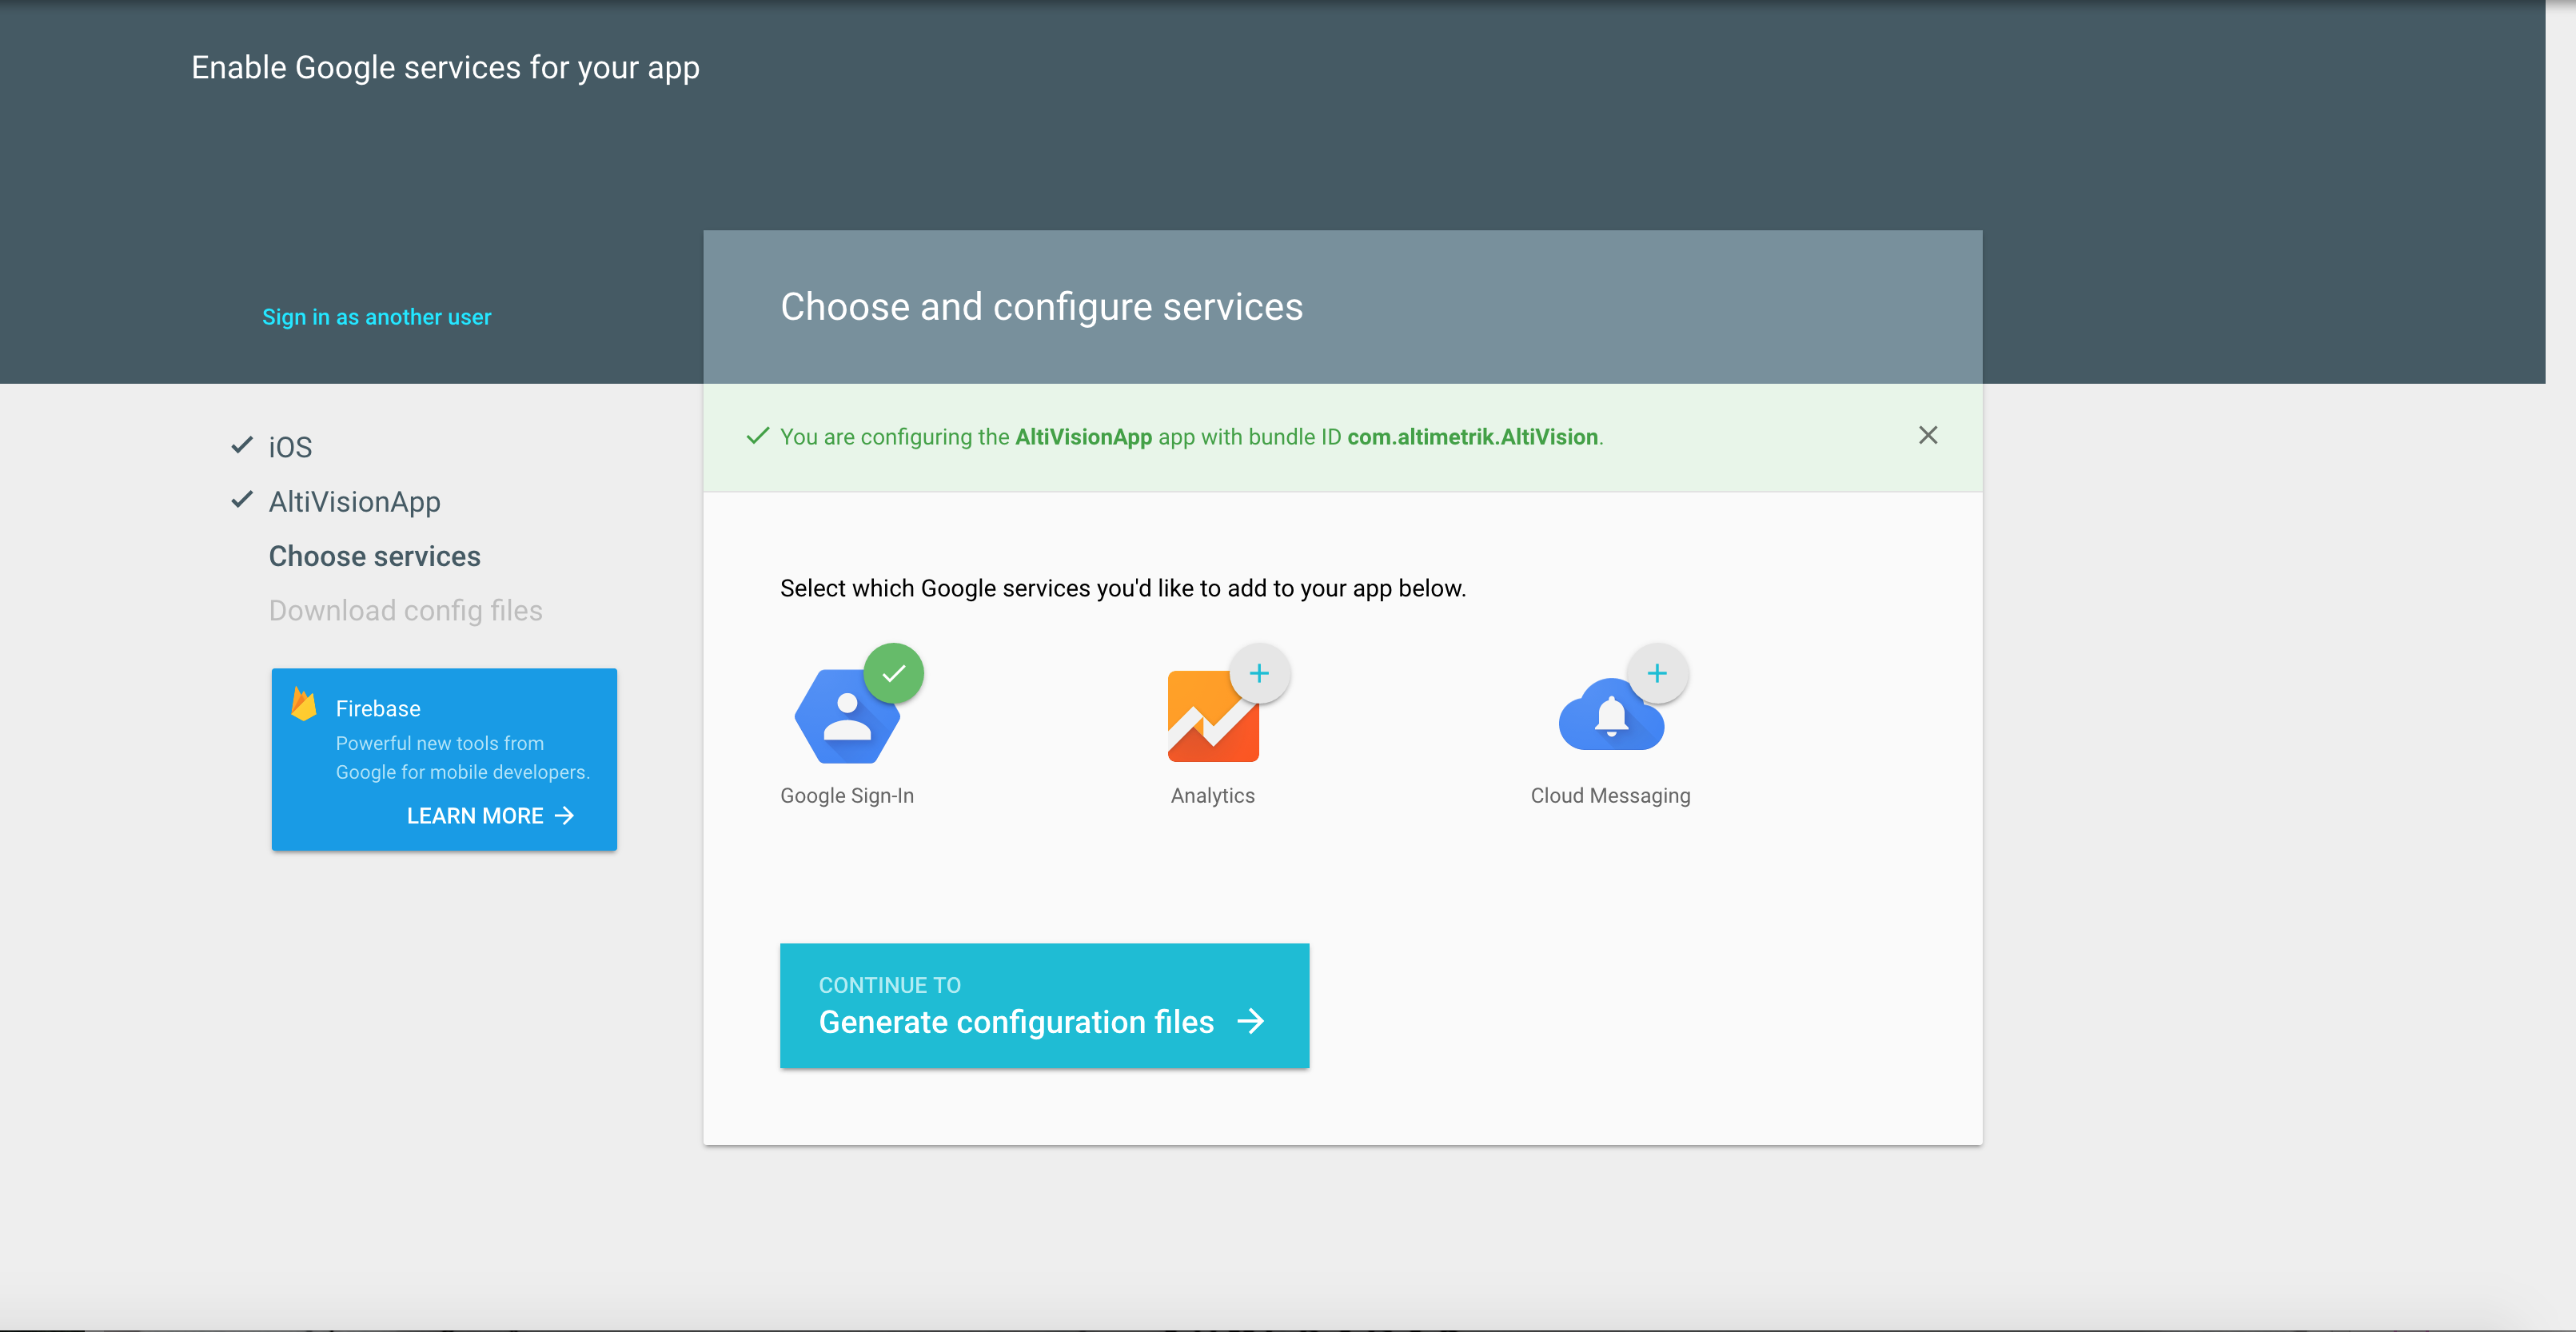 Enable Google services for your app
Sign in as another user
iOS
AltiVisionApp
Choose services
Download config files
Firebase
Powerful new tools from
Google for mobile developers.
LEARN MORE
Choose and configure services
You are configuring the AltiVisionApp app with bundle ID com.altimetrik.AltiVision.
Select which Google services you'd like to add to your app below.
Google Sign-In
Analytics
Cloud Messaging
CONTINUE TO
Generate configuration files